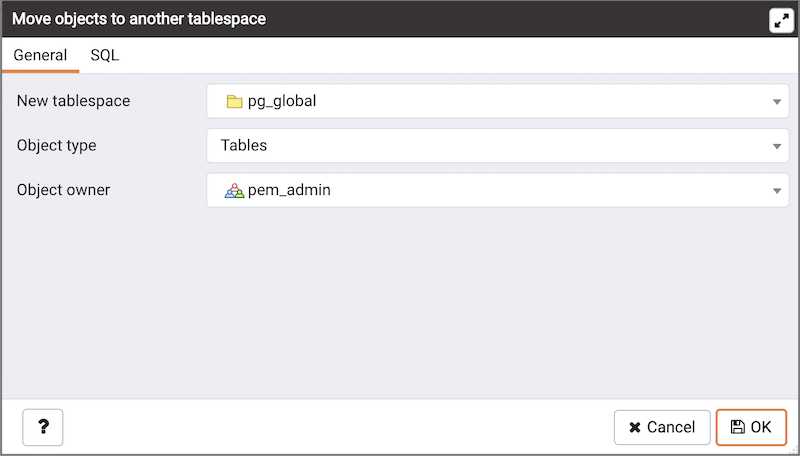 Move objects to another tablespace
General SQL
New tablespace pg_global
Object type Tables
Object owner pem_admin
? Cancel OK